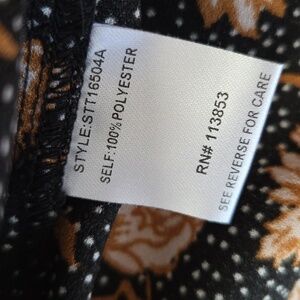 STYLE:STT16504A
SELF:100% POLYESTER
RN# 113853
SEE REVERSE FOR CARE